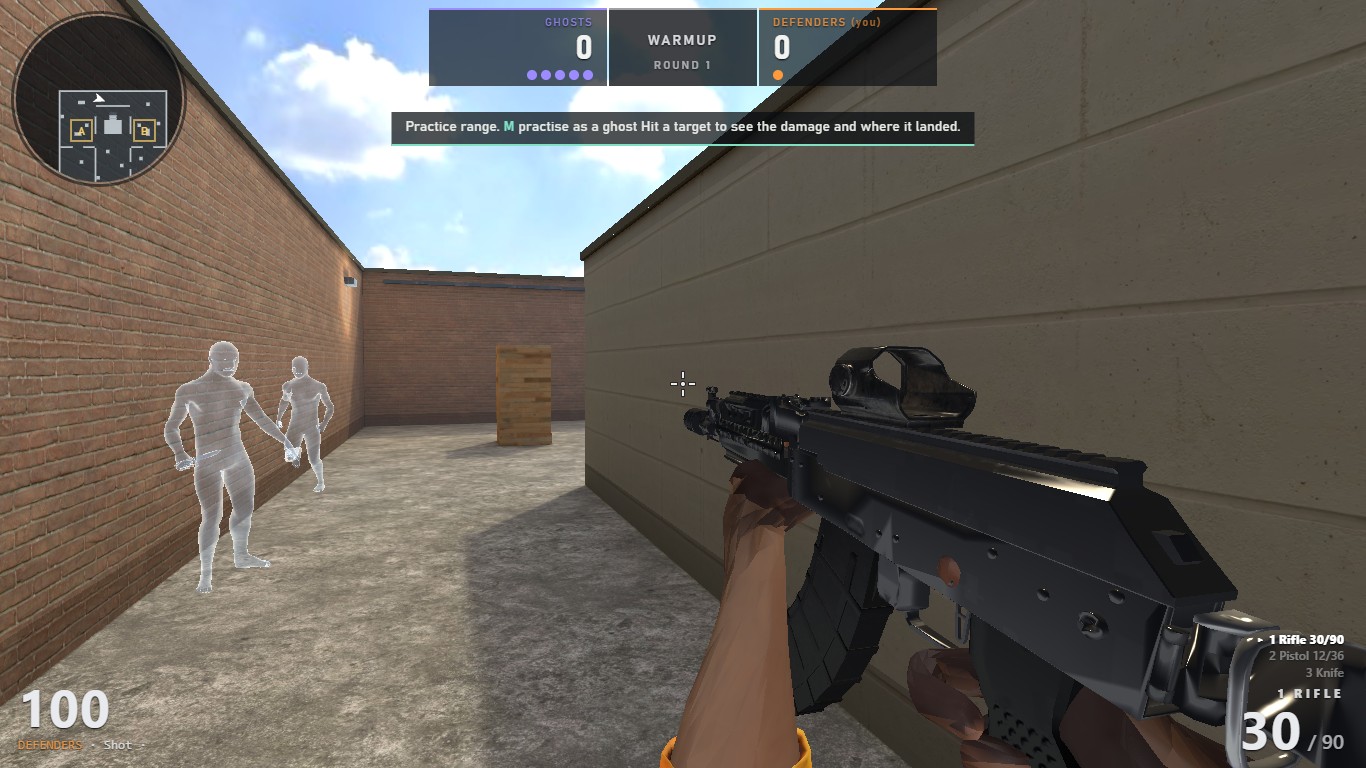 GHOSTS
0
WARMUP
ROUND 1
DEFENDERS (you)
0
Practice range. M practise as a ghost Hit a target to see the damage and where it landed.
A
B
1 Rifle 30/90
2 Pistol 12/36
3 Knife
1 RIFLE
30 / 90
100
DEFENDERS - Shot -